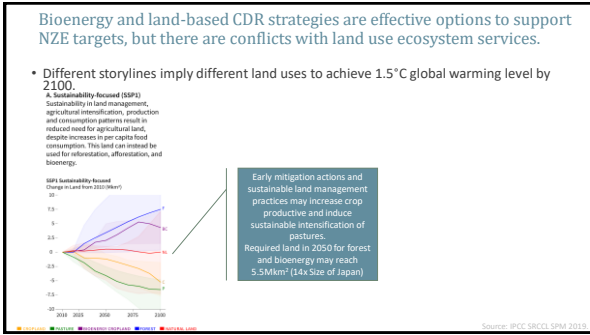 Bioenergy and land-based CDR strategies are effective options to support
NZE targets, but there are conflicts with land use ecosystem services.
• Different storylines imply different land uses to achieve 1.5°C global warming level by
2100.
A. Sustainability-focused (SSP1)
Sustainability in land management,
agricultural intensification, production
and consumption patterns result in
reduced need for agricultural land,
despite increases in per capita food
consumption. This land can instead be
used for reforestation, afforestation, and
bioenergy.
SSP1 Sustainability-focused
Change in Land from 2010 (Mkm²)
10
7.5
5
2.5
0
-2.5
-5
-7.5
-10
F
BC
NL
C
P
2010 2025 2050 2075 2100
CROPLAND PASTURE BIOENERGY CROPLAND FOREST NATURAL LAND
Early mitigation actions and
sustainable land management
practices may increase crop
productive and induce
sustainable intensification of
pastures.
Required land in 2050 for forest
and bioenergy may reach
5.5Mkm² (14x Size of Japan)
Source: IPCC SRCCL SPM 2019.